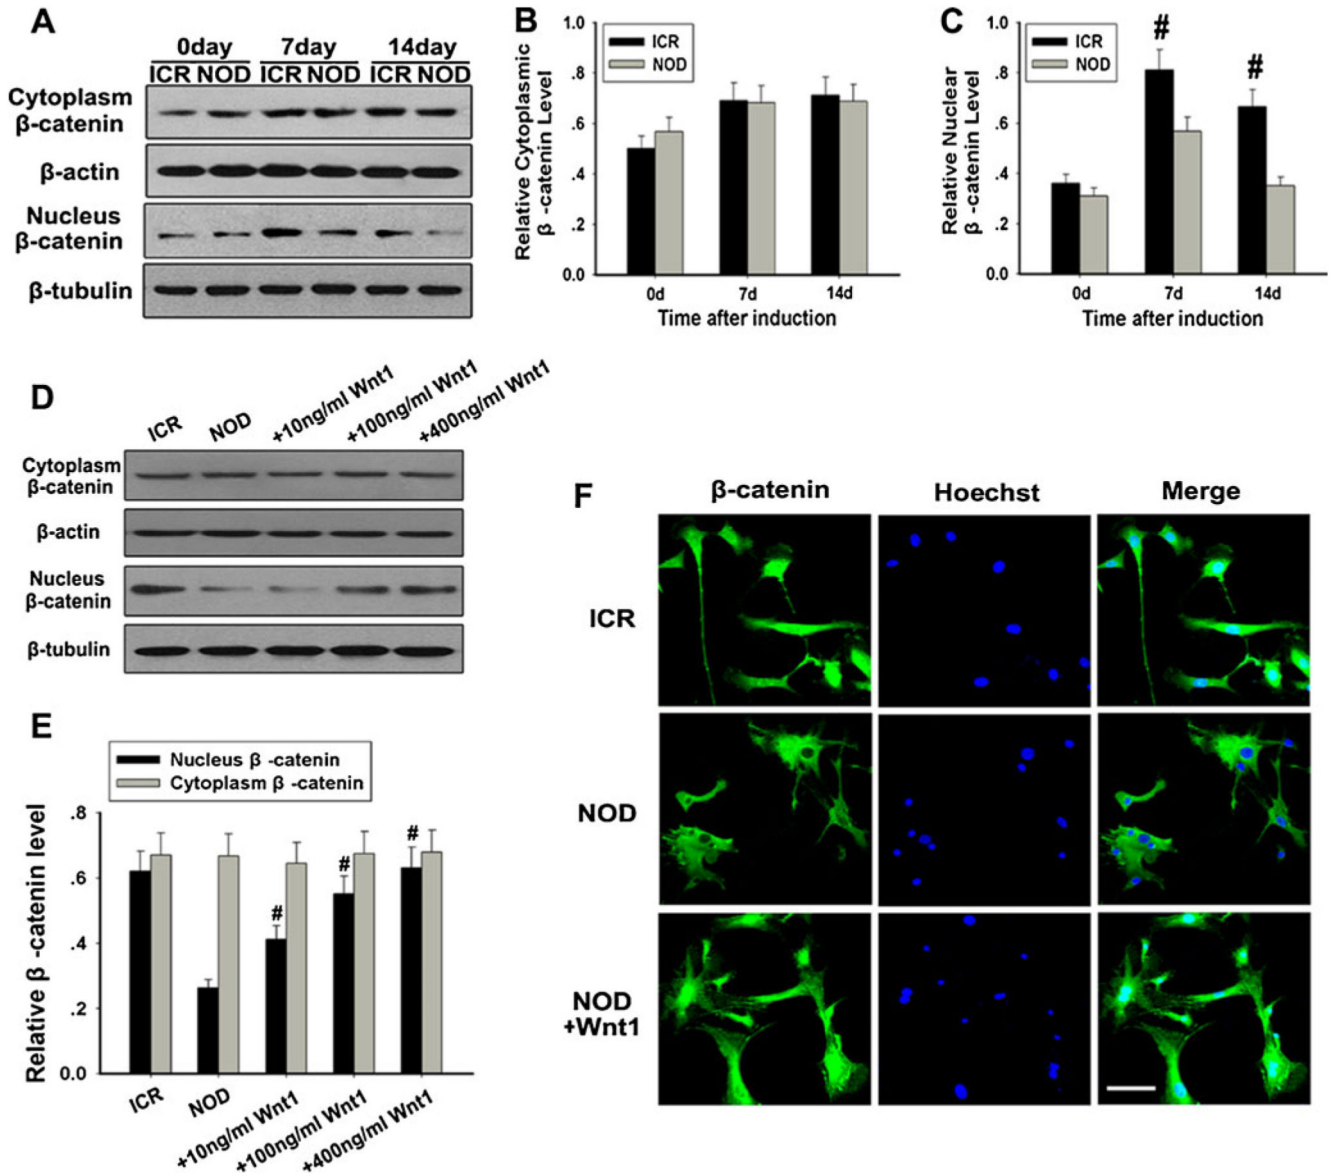 A
0day 7day 14day
ICR NOD ICR NOD ICR NOD
Cytoplasm
β-catenin
β-actin
Nucleus
β-catenin
β-tubulin
B
Relative Cytoplasmic
β -catenin Level
1.0
.8
.6
.4
.2
0.0
ICR
NOD
0d 7d 14d
Time after induction
C
Relative Nuclear
β -catenin Level
1.0
.8
.6
.4
.2
0.0
ICR
NOD
#
#
0d 7d 14d
Time after induction
D
ICR NOD +10ng/ml Wnt1 +100ng/ml Wnt1 +400ng/ml Wnt1
Cytoplasm
β-catenin
β-actin
Nucleus
β-catenin
β-tubulin
E
Nucleus β -catenin
Cytoplasm β -catenin
Relative β -catenin level
.8
.6
.4
.2
0.0
#
#
#
ICR NOD +10ng/ml Wnt1 +100ng/ml Wnt1 +400ng/ml Wnt1
F
β-catenin Hoechst Merge
ICR
NOD
NOD
+Wnt1